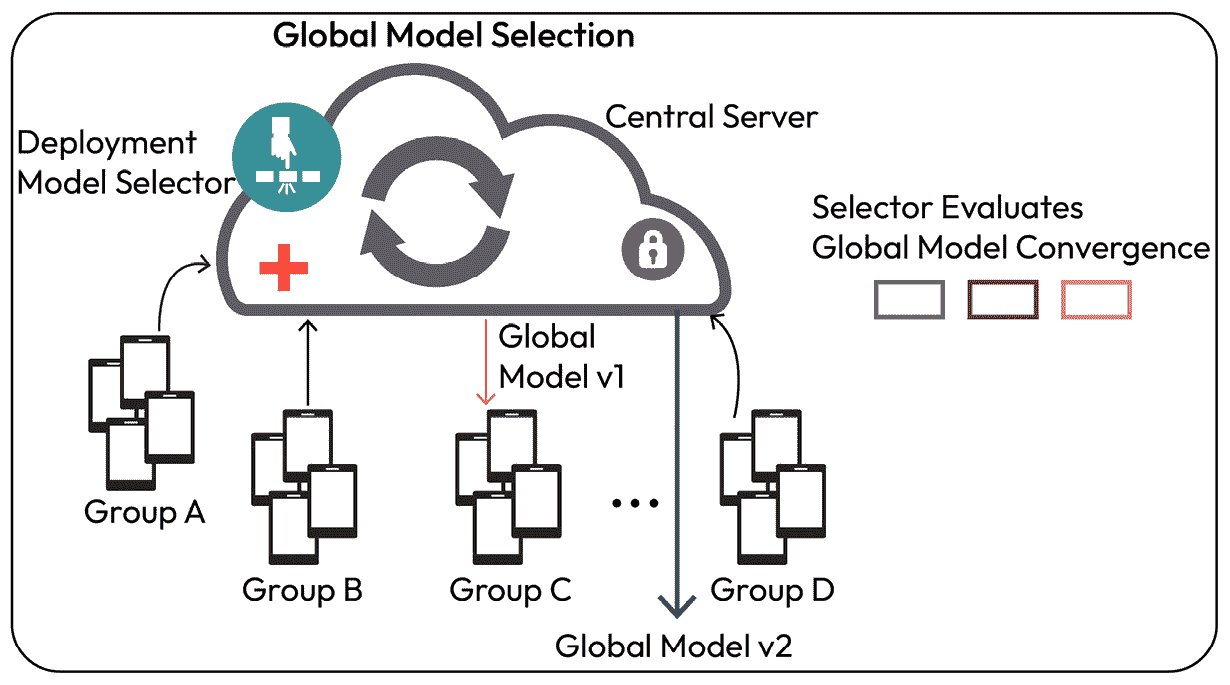 Global Model Selection
Central Server
Deployment
Model Selector
Selector Evaluates
Global Model Convergence
Global
Model v1
Group A
Group B
Group C
...
Group D
Global Model v2